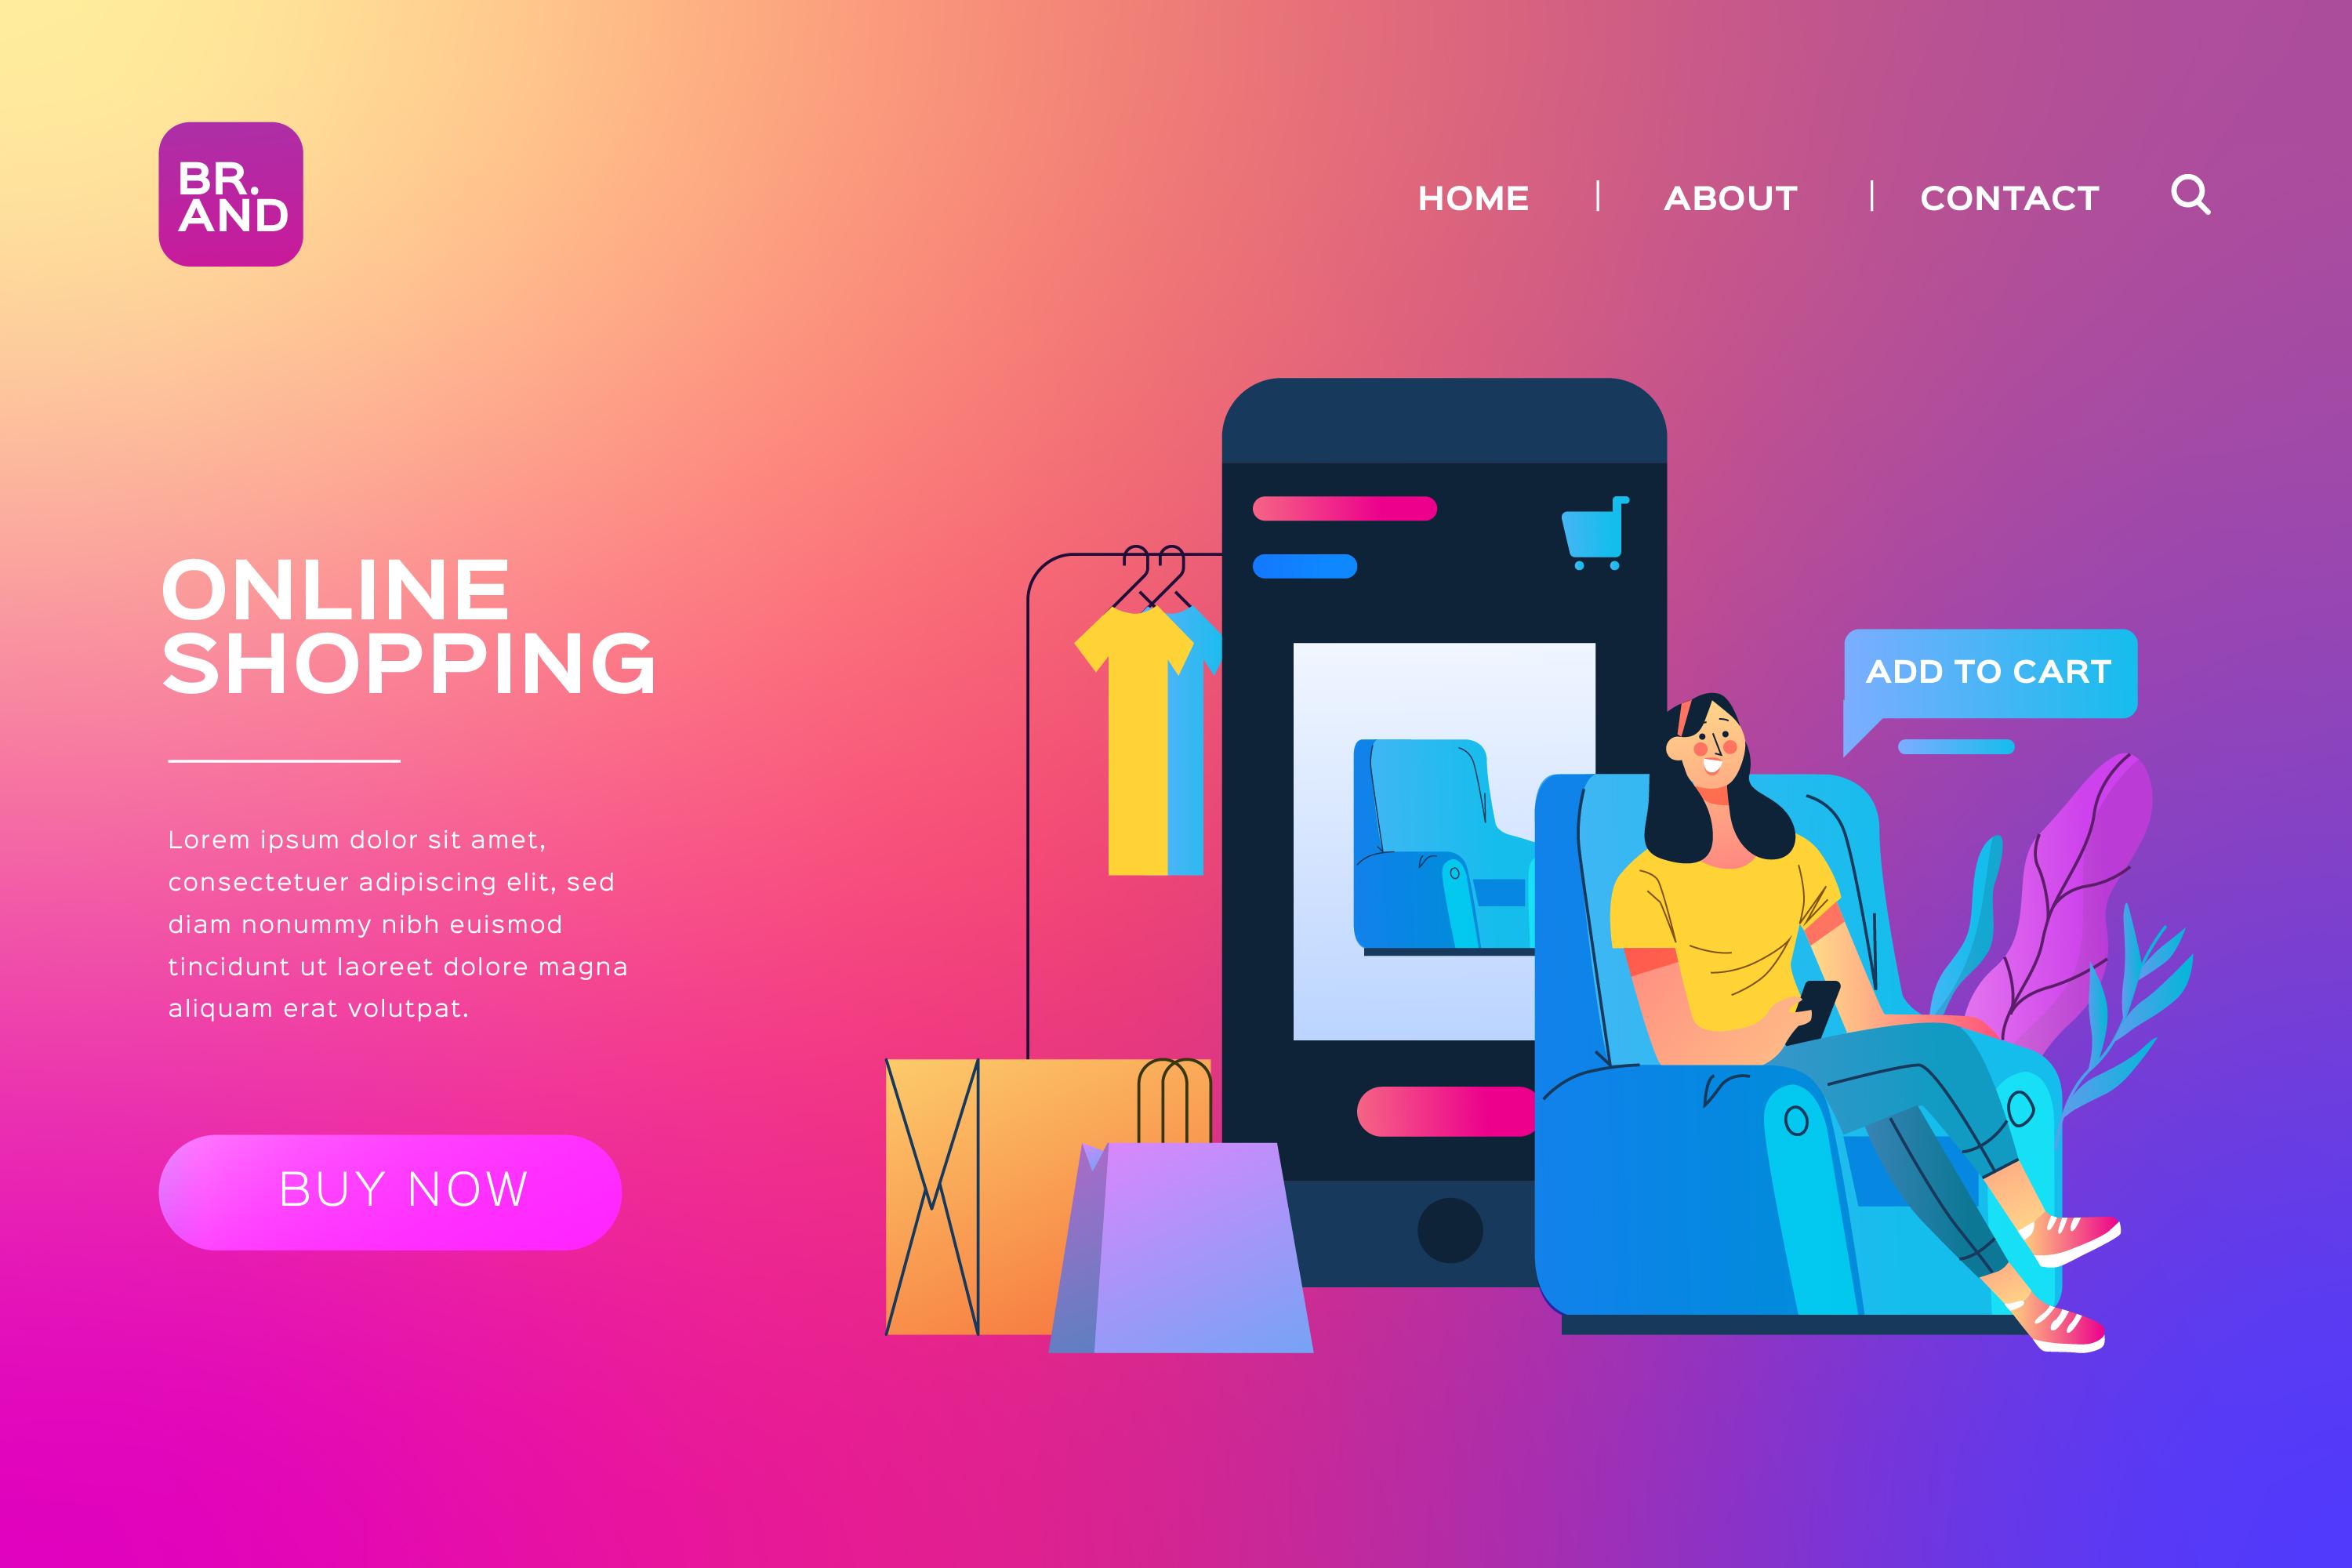 BR.
AND
HOME | ABOUT | CONTACT
ONLINE
SHOPPING
ADD TO CART
Lorem ipsum dolor sit amet,
consectetuer adipiscing elit, sed
diam nonummy nibh euismod
tincidunt ut laoreet dolore magna
aliquam erat volutpat.
BUY NOW